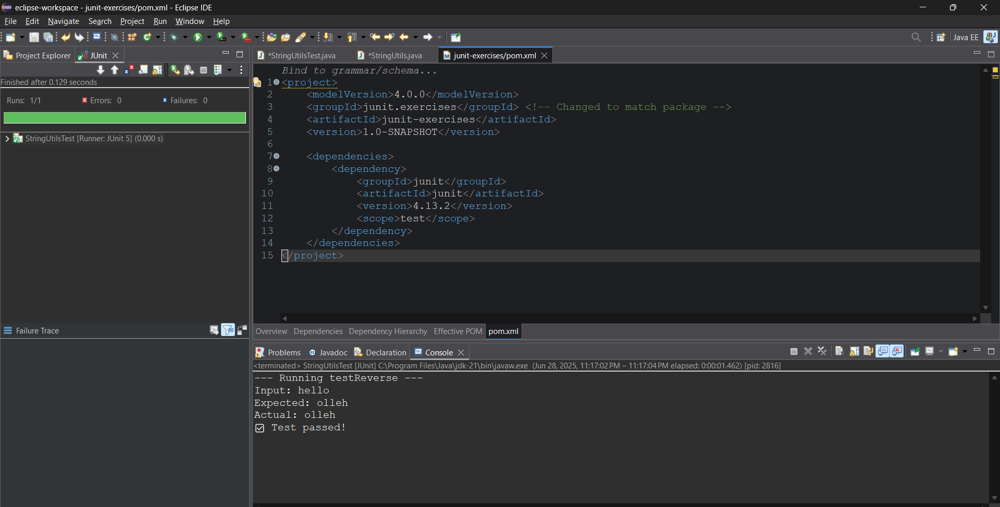 eclipse-workspace - junit-exercises/pom.xml - Eclipse IDE
File Edit Navigate Search Project Run Window Help
Java EE
Project Explorer JUnit
Finished after 0.129 seconds
Runs: 1/1 Errors: 0 Failures: 0
StringUtilsTest [Runner: JUnit 5] (0.000 s)
Failure Trace
*StringUtilsTest.java *StringUtils.java junit-exercises/pom.xml
Bind to grammar/schema...
1 <project>
2 <modelVersion>4.0.0</modelVersion>
3 <groupId>junit.exercises</groupId> <!-- Changed to match package -->
4 <artifactId>junit-exercises</artifactId>
5 <version>1.0-SNAPSHOT</version>
6
7 <dependencies>
8 <dependency>
9 <groupId>junit</groupId>
10 <artifactId>junit</artifactId>
11 <version>4.13.2</version>
12 <scope>test</scope>
13 </dependency>
14 </dependencies>
15 </project>
Overview Dependencies Dependency Hierarchy Effective POM pom.xml
Problems @ Javadoc Declaration Console
<terminated> StringUtilsTest [JUnit] C:\Program Files\Java\jdk-21\bin\javaw.exe (Jun 28, 2025, 11:17:02 PM – 11:17:04 PM elapsed: 0:00:01.462) [pid: 2816]
--- Running testReverse ---
Input: hello
Expected: olleh
Actual: olleh
☑ Test passed!